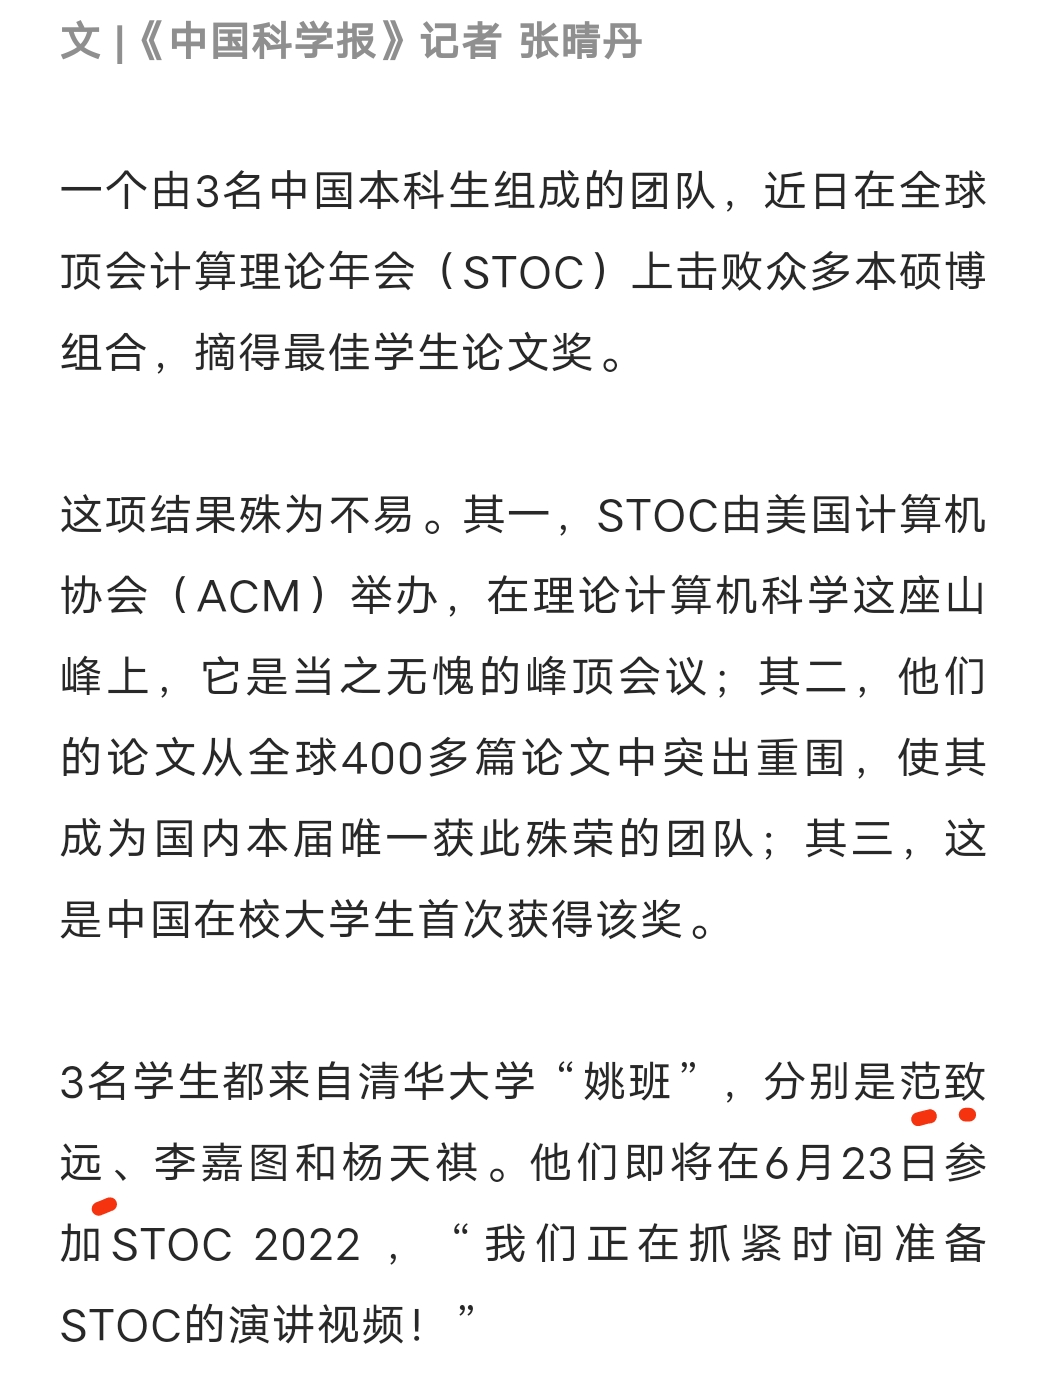 文 |《中国科学报》记者 张晴丹
一个由3名中国本科生组成的团队，近日在全球
顶会计算理论年会（STOC）上击败众多本硕博
组合，摘得最佳学生论文奖。
这项结果殊为不易。其一，STOC由美国计算机
协会（ACM）举办，在理论计算机科学这座山
峰上，它是当之无愧的峰顶会议；其二，他们
的论文从全球400多篇论文中突出重围，使其
成为国内本届唯一获此殊荣的团队；其三，这
是中国在校大学生首次获得该奖。
3名学生都来自清华大学“姚班”，分别是范致
远、李嘉图和杨天祺。他们即将在6月23日参
加STOC 2022，“我们正在抓紧时间准备
STOC的演讲视频！”